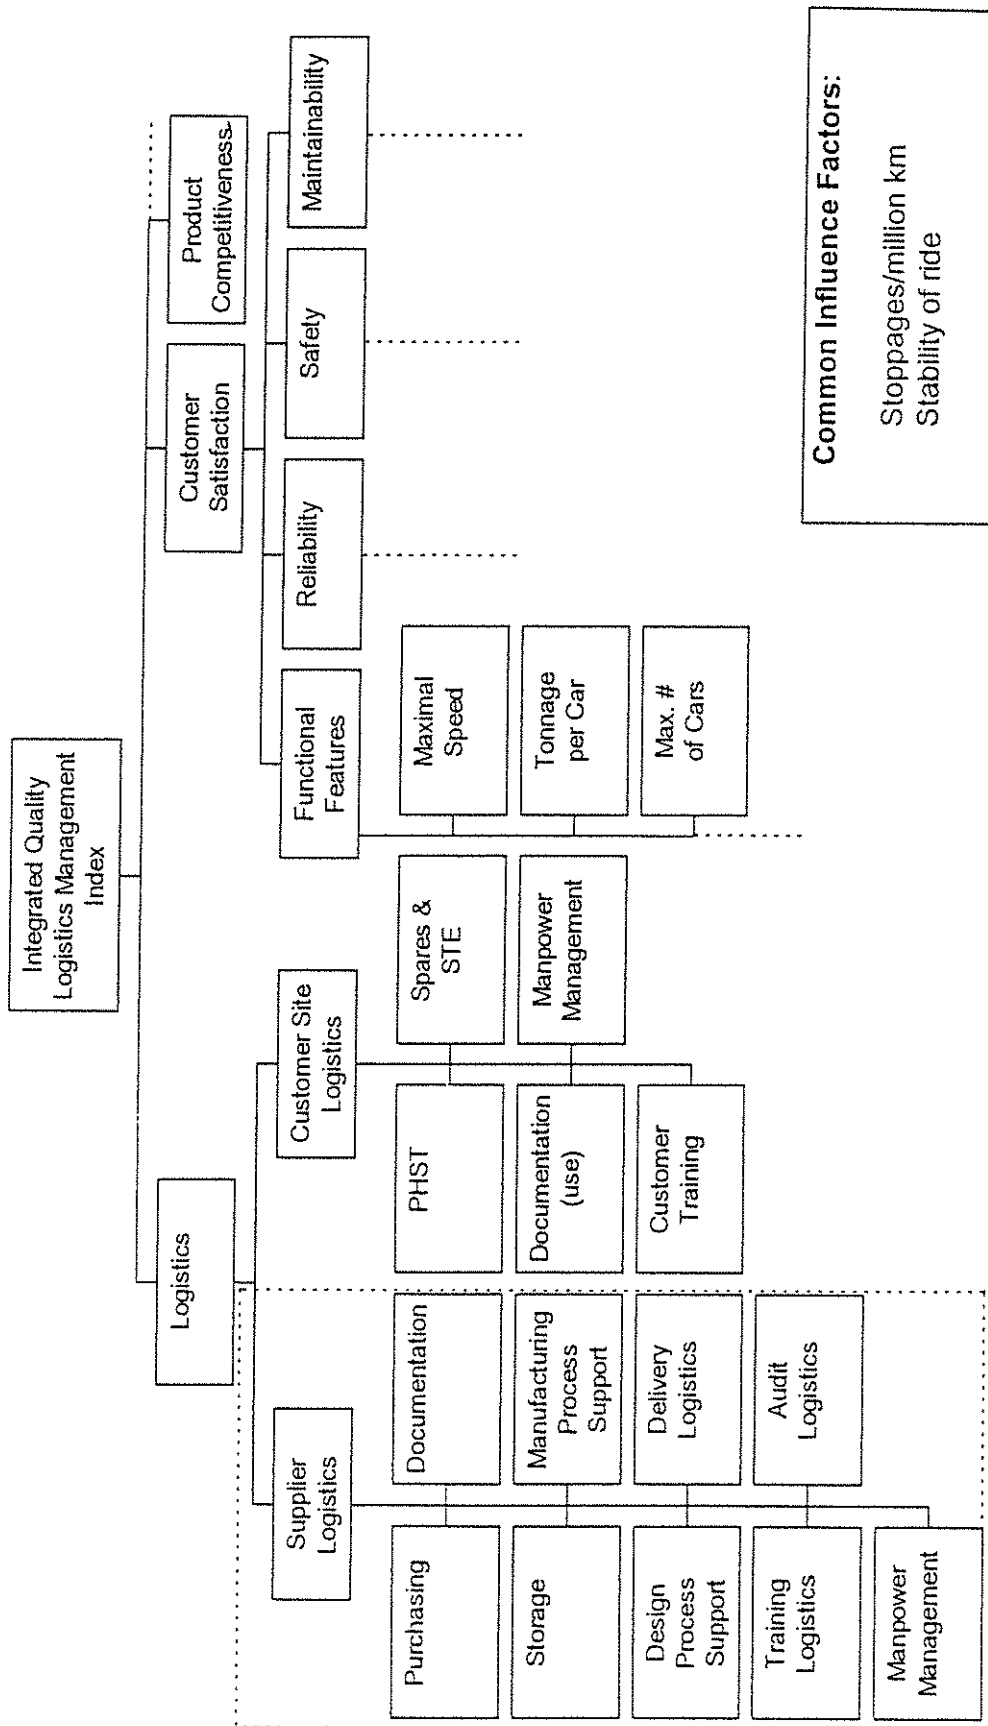 Integrated Quality
Logistics Management
Index
Logistics
Customer
Satisfaction
Product
Competitiveness
Supplier
Logistics
Customer Site
Logistics
Functional
Features
Reliability
Safety
Maintainability
Purchasing
Documentation
Storage
Manufacturing
Process
Support
Design
Process
Support
Delivery
Logistics
Training
Logistics
Audit
Logistics
Manpower
Management
PHST
Spares &
STE
Documentation
(use)
Manpower
Management
Customer
Training
Maximal
Speed
Tonnage
per Car
Max. #
of Cars
Common Influence Factors:
Stoppages/million km
Stability of ride